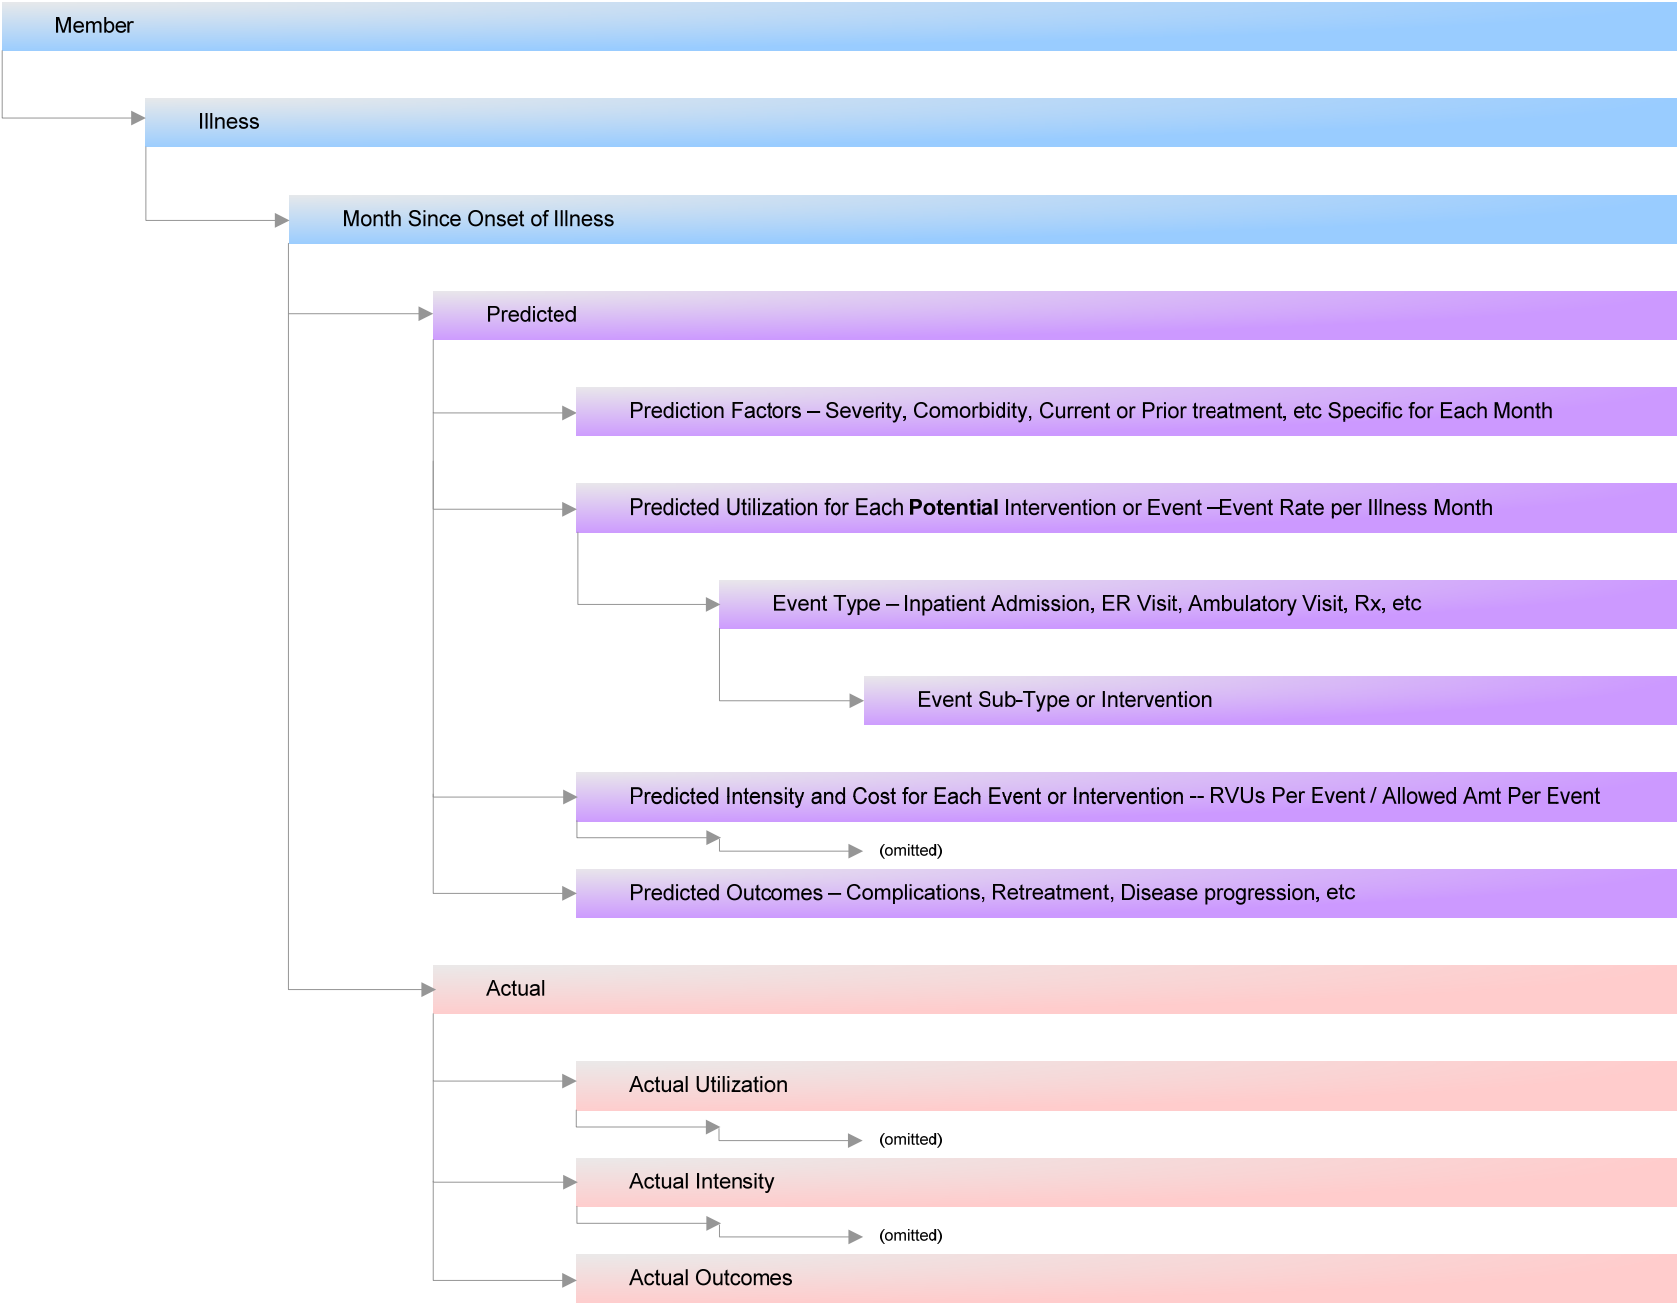 Member
Illness
Month Since Onset of Illness
Predicted
Prediction Factors – Severity, Comorbidity, Current or Prior treatment, etc Specific for Each Month
Predicted Utilization for Each Potential Intervention or Event –Event Rate per Illness Month
Event Type – Inpatient Admission, ER Visit, Ambulatory Visit, Rx, etc
Event Sub-Type or Intervention
Predicted Intensity and Cost for Each Event or Intervention -- RVUs Per Event / Allowed Amt Per Event
(omitted)
Predicted Outcomes – Complications, Retreatment, Disease progression, etc
Actual
Actual Utilization
(omitted)
Actual Intensity
(omitted)
Actual Outcomes